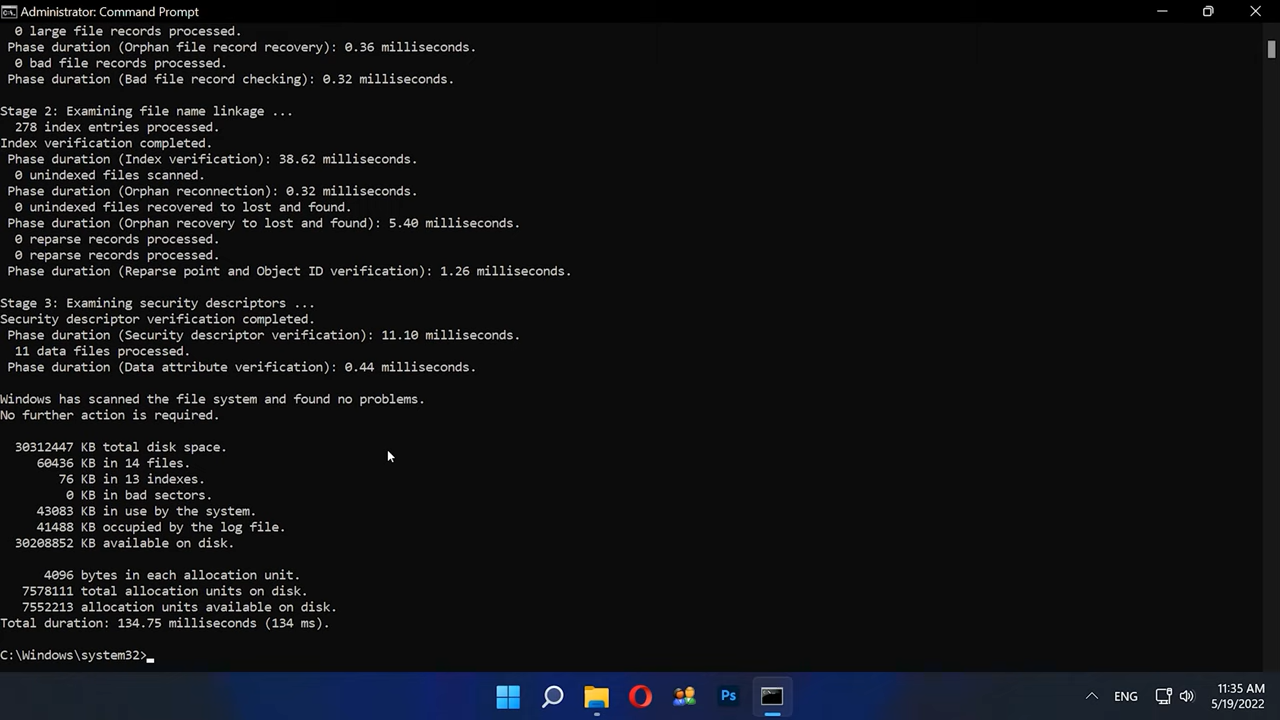 Administrator: Command Prompt
0 large file records processed.
Phase duration (Orphan file record recovery): 0.36 milliseconds.
0 bad file records processed.
Phase duration (Bad file record checking): 0.32 milliseconds.
Stage 2: Examining file name linkage ...
278 index entries processed.
Index verification completed.
Phase duration (Index verification): 38.62 milliseconds.
0 unindexed files scanned.
Phase duration (Orphan reconnection): 0.32 milliseconds.
0 unindexed files recovered to lost and found.
Phase duration (Orphan recovery to lost and found): 5.40 milliseconds.
0 reparse records processed.
0 reparse records processed.
Phase duration (Reparse point and Object ID verification): 1.26 milliseconds.
Stage 3: Examining security descriptors ...
Security descriptor verification completed.
Phase duration (Security descriptor verification): 11.10 milliseconds.
11 data files processed.
Phase duration (Data attribute verification): 0.44 milliseconds.
Windows has scanned the file system and found no problems.
No further action is required.
30312447 KB total disk space.
60436 KB in 14 files.
76 KB in 13 indexes.
0 KB in bad sectors.
43083 KB in use by the system.
41488 KB occupied by the log file.
30208852 KB available on disk.
4096 bytes in each allocation unit.
7578111 total allocation units on disk.
7552213 allocation units available on disk.
Total duration: 134.75 milliseconds (134 ms).
C:\Windows\system32>
Ps
ENG
11:35 AM
5/19/2022